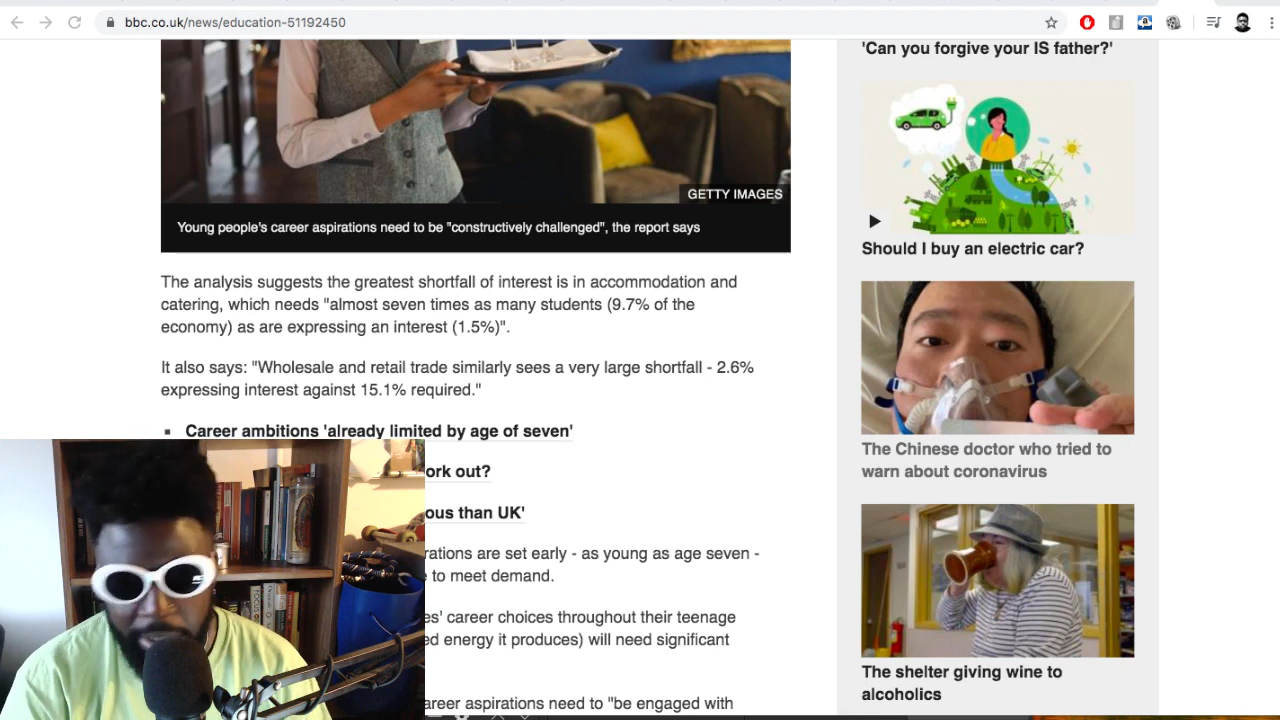 bbc.co.uk/news/education-51192450
GETTY IMAGES
Young people's career aspirations need to be "constructively challenged", the report says
The analysis suggests the greatest shortfall of interest is in accommodation and
catering, which needs "almost seven times as many students (9.7% of the
economy) as are expressing an interest (1.5%)".
It also says: "Wholesale and retail trade similarly sees a very large shortfall - 2.6%
expressing interest against 15.1% required."
Career ambitions 'already limited by age of seven'
ork out?
ous than UK'
rations are set early - as young as age seven -
to meet demand.
es' career choices throughout their teenage
ed energy it produces) will need significant
areer aspirations need to "be engaged with
'Can you forgive your IS father?'
Should I buy an electric car?
The Chinese doctor who tried to
warn about coronavirus
The shelter giving wine to
alcoholics